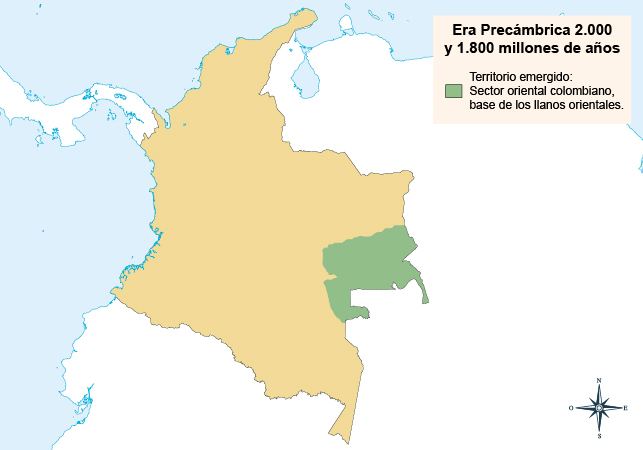 Era Precámbrica 2.000
y 1.800 millones de años
Territorio emergido:
Sector oriental colombiano,
base de los llanos orientales.
N
O
E
S